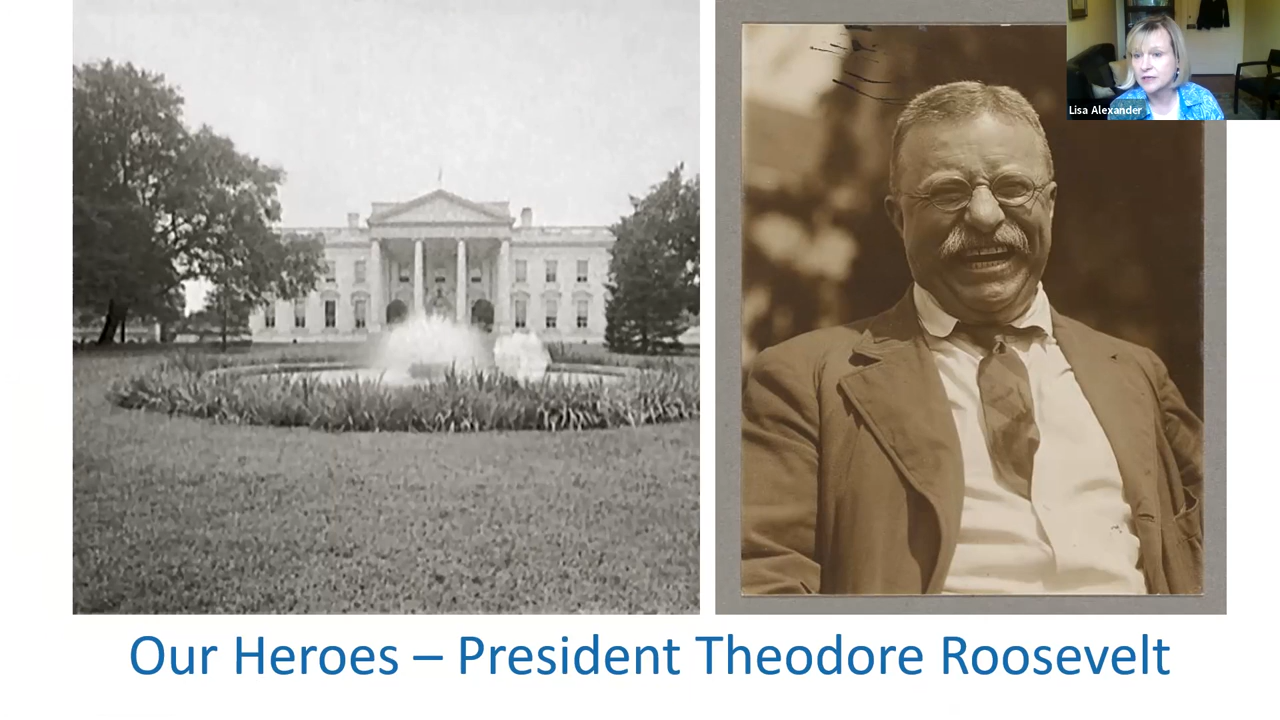 Lisa Alexander
Our Heroes – President Theodore Roosevelt